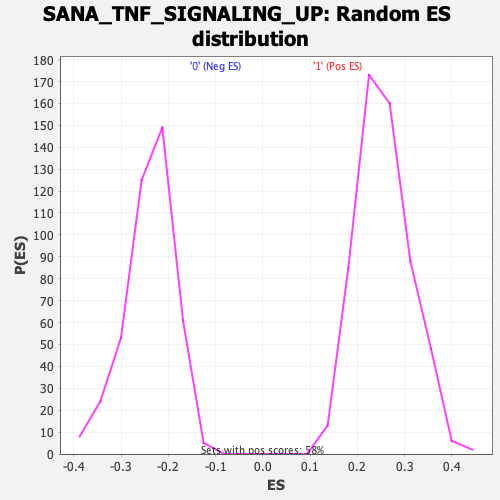 SANA_TNF_SIGNALING_UP: Random ES
distribution
'0' (Neg ES) '1' (Pos ES)
180
170
160
150
140
130
120
110
100
90
80
70
60
50
40
30
20
10
0
P(ES)
Sets with pos scores: 58%
-0.4 -0.3 -0.2 -0.1 0.0 0.1 0.2 0.3 0.4
ES